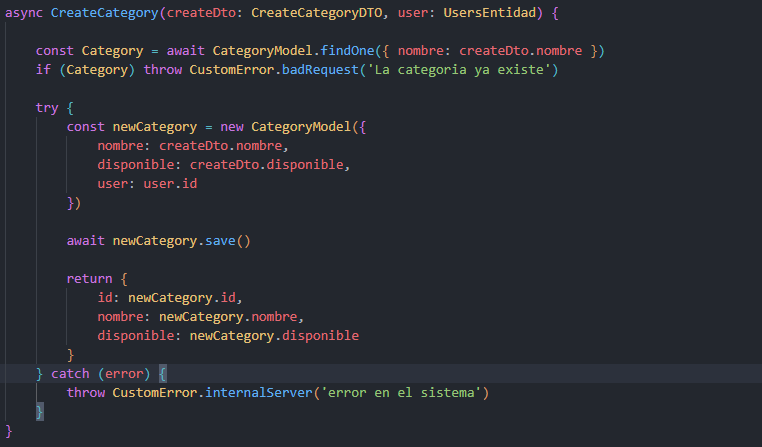 async CreateCategory(createDto: CreateCategoryDTO, user: UsersEntidad) {
const Category = await CategoryModel.findOne({ nombre: createDto.nombre })
if (Category) throw CustomError.badRequest('La categoria ya existe')
try {
const newCategory = new CategoryModel({
nombre: createDto.nombre,
disponible: createDto.disponible,
user: user.id
})
await newCategory.save()
return {
id: newCategory.id,
nombre: newCategory.nombre,
disponible: newCategory.disponible
}
} catch (error) {
throw CustomError.internalServer('error en el sistema')
}
}